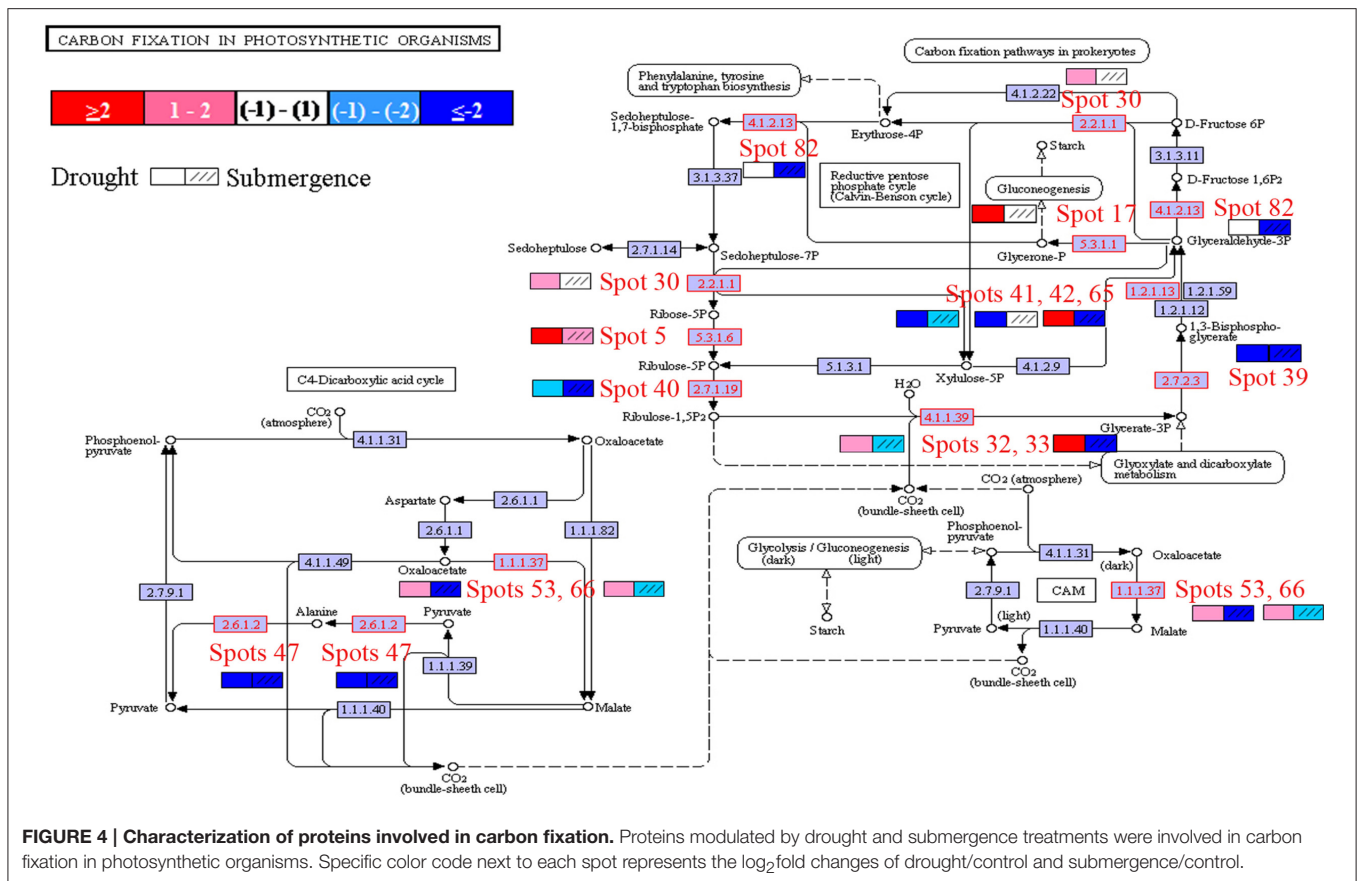 CARBON FIXATION IN PHOTOSYNTHETIC ORGANISMS
≥2 1 - 2 (-1) - (1) (-1) - (-2) ≤-2
Drought Submergence
Carbon fixation pathways in prokaryotes
Phenylalanine, tyrosine
and tryptophan biosynthesis
4.1.2.22
Spot 30
Sedoheptulose-
1,7-bisphosphate
4.1.2.13
Erythrose-4P
2.2.1.1
D-Fructose 6P
Spot 82
3.1.3.37
Reductive pentose
phosphate cycle
(Calvin-Benson cycle)
Starch
Gluconeogenesis
3.1.3.11
D-Fructose 1,6P2
Spot 17
4.1.2.13
Spot 82
Sedoheptulose
2.7.1.14
Sedoheptulose-7P
Glycerone-P
5.3.1.1
Glyceraldehyde-3P
Spot 30
2.2.1.1
Spots 41, 42, 65
1.2.1.13
1.2.1.59
1.2.1.12
Ribose-5P
Spot 5
5.3.1.6
1,3-Bisphospho-
glycerate
Ribulose-5P
5.1.3.1
Xylulose-5P
4.1.2.9
Spot 39
C4-Dicarboxylic acid cycle
Spot 40
2.7.1.19
H2O
2.7.2.3
Ribulose-1,5P2
4.1.1.39
Glycerate-3P
Spots 32, 33
Glyoxylate and dicarboxylate
metabolism
CO2
(atmosphere)
Phosphoenol-
pyruvate
4.1.1.31
Oxaloacetate
Aspartate
2.6.1.1
2.6.1.1
1.1.1.82
4.1.1.49
Oxaloacetate
1.1.1.37
Spots 53, 66
2.7.9.1
Alanine
Pyruvate
2.6.1.2
2.6.1.2
Spots 47
Spots 47
1.1.1.39
Pyruvate
1.1.1.40
Malate
CO2
(bundle-sheeth cell)
CO2
(bundle-sheeth cell)
CO2 (atmosphere)
Phosphoenol-
pyruvate
Glycolysis / Gluconeogenesis
(dark) (light)
4.1.1.31
Oxaloacetate
(dark)
2.7.9.1
CAM
1.1.1.37
Spots 53, 66
Starch
Pyruvate
(light)
1.1.1.40
Malate
CO2
(bundle-sheeth cell)
FIGURE 4 | Characterization of proteins involved in carbon fixation. Proteins modulated by drought and submergence treatments were involved in carbon
fixation in photosynthetic organisms. Specific color code next to each spot represents the log2fold changes of drought/control and submergence/control.